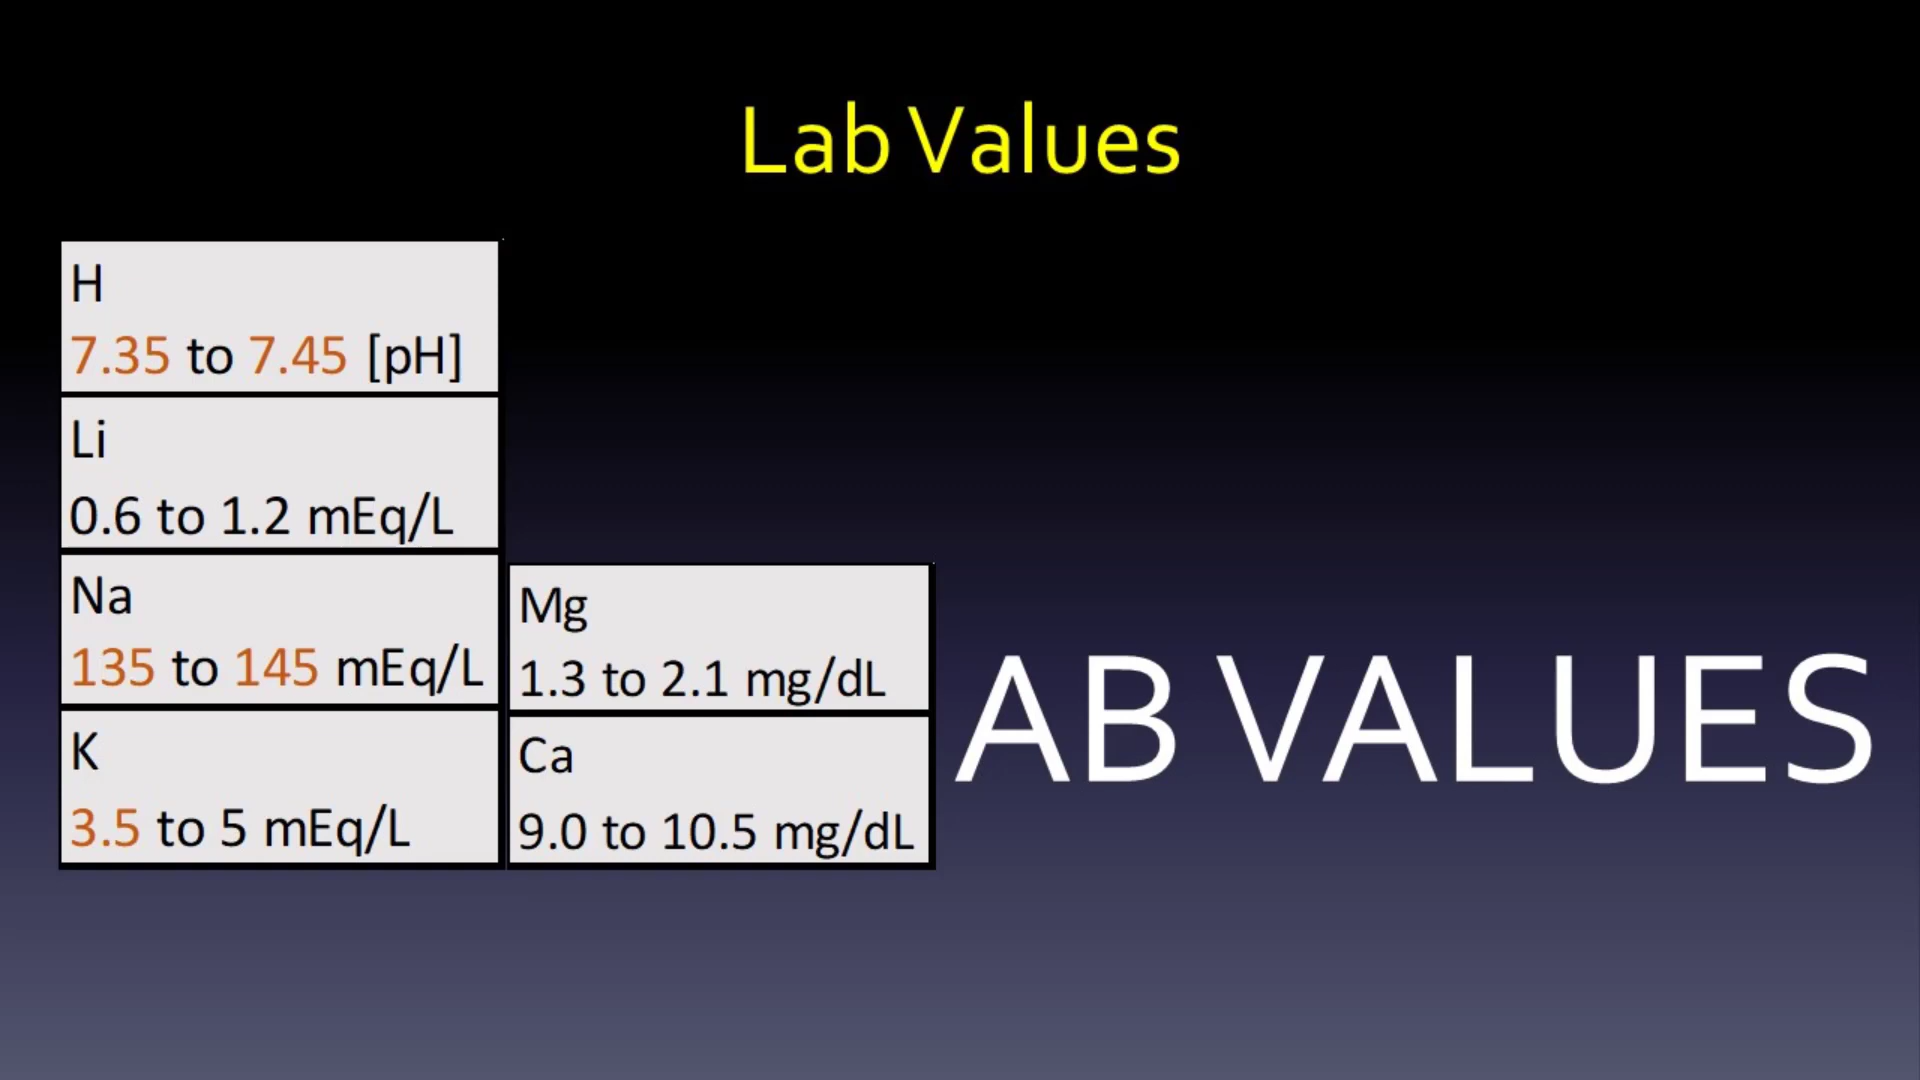 Lab Values
H
7.35 to 7.45 [pH]
Li
0.6 to 1.2 mEq/L
Na
135 to 145 mEq/L
K
3.5 to 5 mEq/L
Mg
1.3 to 2.1 mg/dL
Ca
9.0 to 10.5 mg/dL
AB VALUES